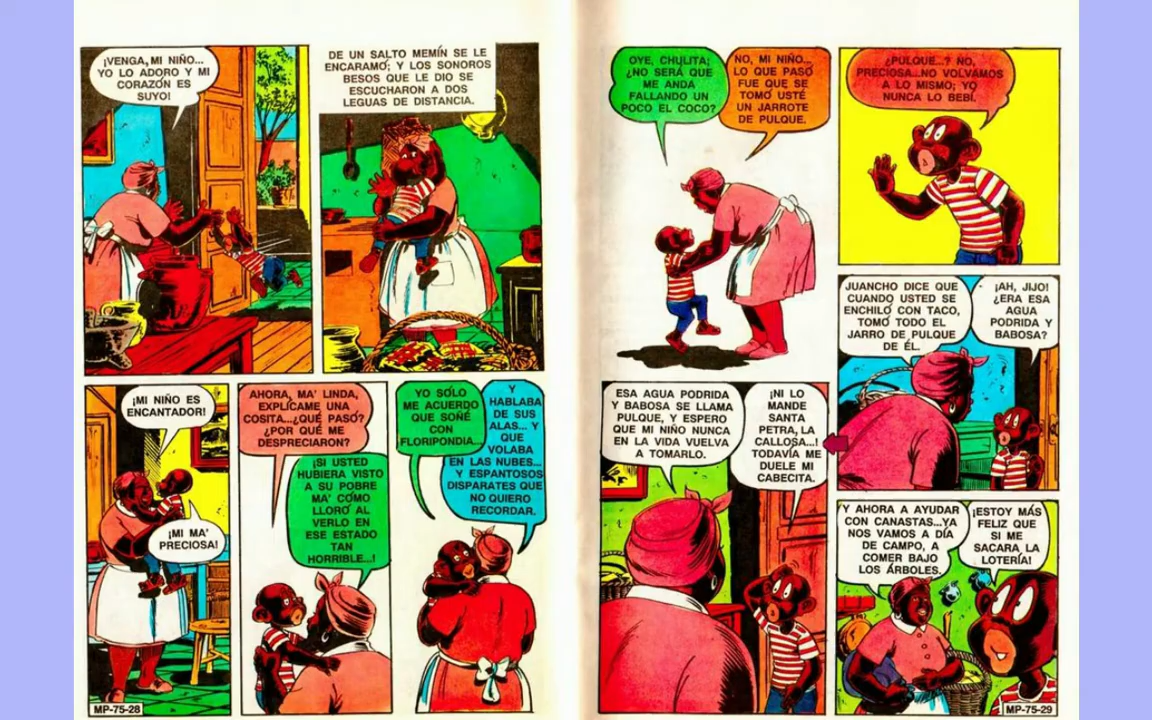 ¡VENGA, MI NIÑO...
YO LO ADORO Y MI
CORAZÓN ES
SUYO!
DE UN SALTO MEMÍN SE LE
ENCARAMÓ; Y LOS SONOROS
BESOS QUE LE DIO SE
ESCUCHARON A DOS
LEGUAS DE DISTANCIA.
¡MI NIÑO ES
ENCANTADOR!
¡MI MA'
PRECIOSA!
AHORA, MA' LINDA,
EXPLÍCAME UNA
COSITA...¿QUÉ PASÓ?
¿POR QUÉ ME
DESPRECIARON?
¡SI USTED
HUBIERA VISTO
A SU POBRE
MA' CÓMO
LLORÓ AL
VERLO EN
ESE ESTADO
TAN
HORRIBLE...!
YO SÓLO
ME ACUERDO
QUE SOÑÉ
CON
FLORIPONDIA...
Y
HABLABA
DE SUS
ALAS... Y
QUE
VOLABA
EN LAS NUBES...
Y ESPANTOSOS
DISPARATES QUE
NO QUIERO
RECORDAR.
MP-75-28
OYE, CHULITA;
¿NO SERÁ QUE
ME ANDA
FALLANDO UN
POCO EL COCO?
NO, MI NIÑO...
LO QUE PASÓ
FUE QUE SE
TOMÓ USTÉ
UN JARROTE
DE PULQUE.
¿PULQUE...? NO,
PRECIOSA...NO VOLVAMOS
A LO MISMO; YO
NUNCA LO BEBÍ.
JUANCHO DICE QUE
CUANDO USTED SE
ENCHILÓ CON TACO,
TOMÓ TODO EL
JARRO DE PULQUE
DE ÉL.
¡AH, JIJO!
¿ERA ESA
AGUA
PODRIDA Y
BABOSA?
ESA AGUA PODRIDA
Y BABOSA SE LLAMA
PULQUE, Y ESPERO
QUE MI NIÑO NUNCA
EN LA VIDA VUELVA
A TOMARLO.
¡NI LO
MANDE
SANTA
PETRA, LA
CALLOSA...!
TODAVÍA ME
DUELE MI
CABECITA.
Y AHORA A AYUDAR
CON CANASTAS...YA
NOS VAMOS A DÍA
DE CAMPO, A
COMER BAJO
LOS ÁRBOLES.
¡ESTOY MÁS
FELIZ QUE
SI ME
SACARA LA
LOTERÍA!
MP-75-29